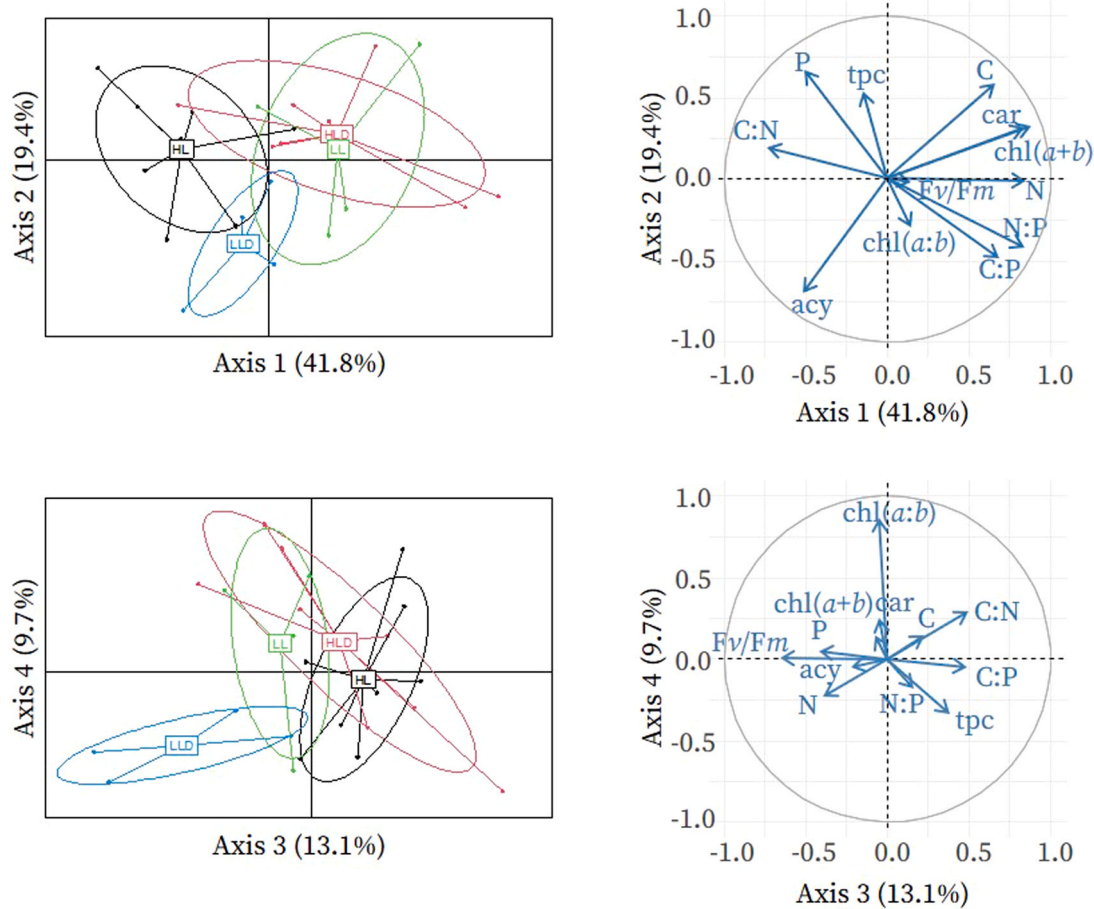 Axis 2 (19.4%)
HL
HLD
LL
LLD
Axis 1 (41.8%)
Axis 2 (19.4%)
1.0
0.5
0.0
-0.5
-1.0
P
tpc
C
car
C:N
chl(a+b)
Fv/Fm
N
N:P
chl(a:b)
C:P
acy
-1.0 -0.5 0.0 0.5 1.0
Axis 1 (41.8%)
Axis 4 (9.7%)
LL
HLD
HL
LLD
Axis 3 (13.1%)
Axis 4 (9.7%)
1.0
0.5
0.0
-0.5
-1.0
chl(a:b)
chl(a+b) car
C
C:N
P
Fv/Fm
acy
C:P
N
N:P
tpc
-1.0 -0.5 0.0 0.5 1.0
Axis 3 (13.1%)